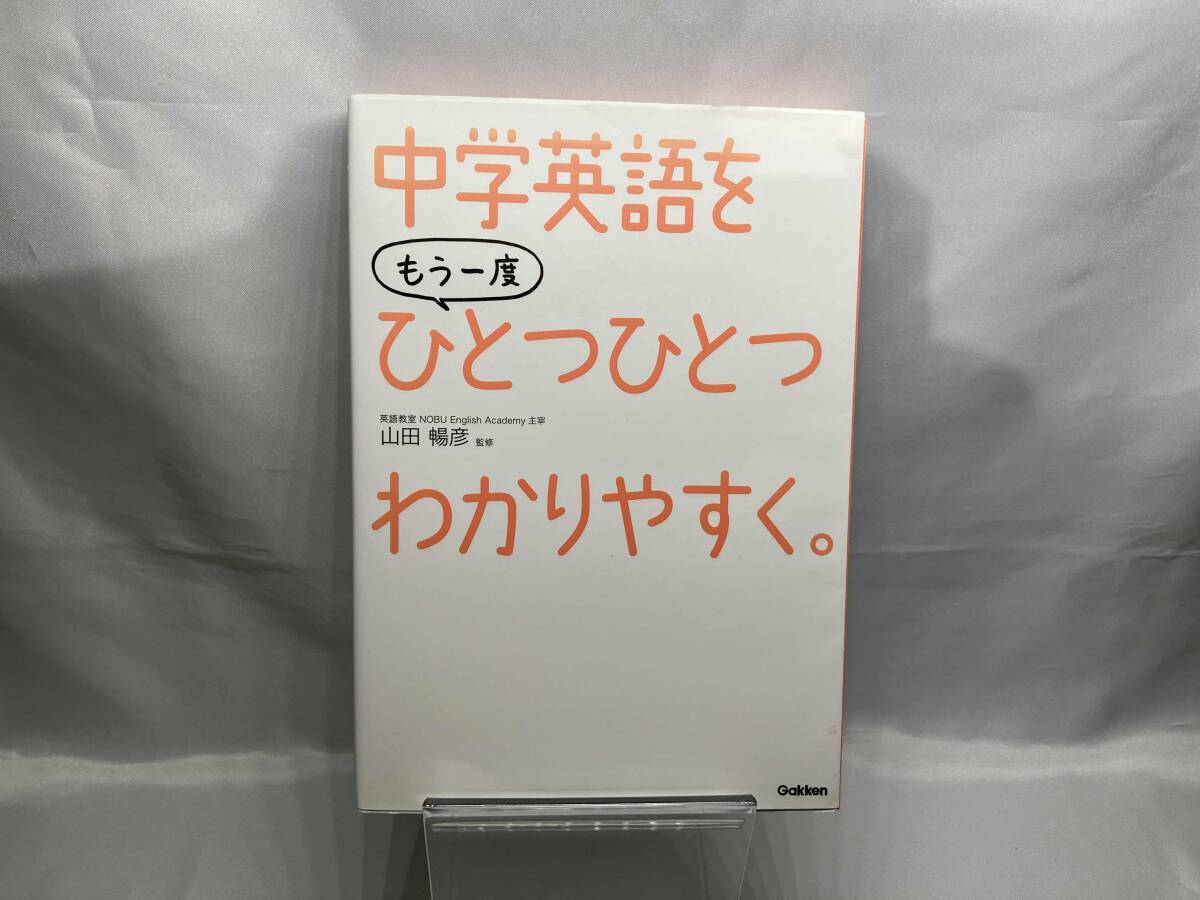 中学英語を
もう一度
ひとつひとつ
英語教室 NOBU English Academy 主宰
山田 暢彦 監修
わかりやすく。
Gakken